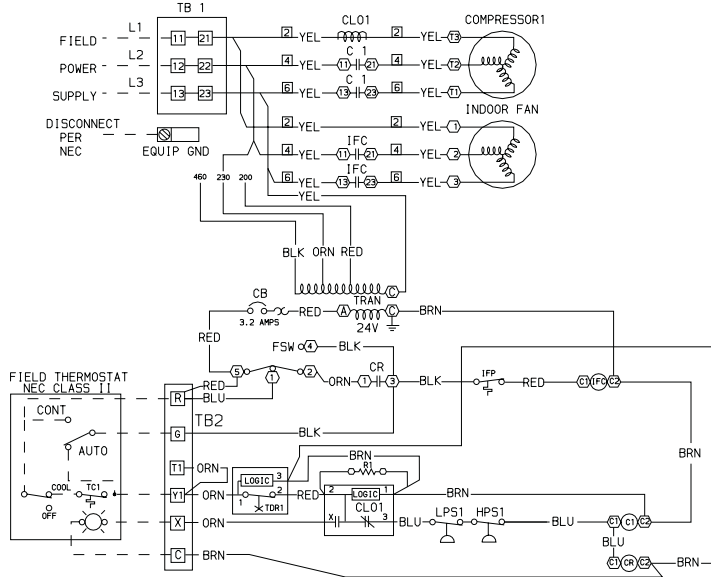 TB 1
CLO1
COMPRESSOR1
L1
2 YEL 2 YEL T3
FIELD 11 21
C 1
L2
4 YEL 11 21 4 YEL T2
POWER 12 22
C 1
L3
6 YEL 13 23 6 YEL T1
SUPPLY 13 23
INDOOR FAN
DISCONNECT
PER
NEC
EQUIP GND
2 YEL 2 YEL 1
IFC
4 YEL 11 21 4 YEL 2
IFC
6 YEL 13 23 6 YEL 3
YEL
460 230 200
BLK ORN RED
C
TRAN
CB
3.2 AMPS
RED A C BRN
24V
RED
FSW 4 BLK
CR
5 1 2 ORN 1 3 BLK
IFP
RED C1 IFC C2
FIELD THERMOSTAT
NEC CLASS II
RED
R BLU
TB2
CONT
G BLK
AUTO
BRN
T1 ORN
BRN
LOGIC 3
R1
COOL TC1
Y1 ORN 1 2 RED 2 LOGIC 1 BRN
OFF
TDR1
CLO1
X ORN X 3 BLU
LPS1 HPS1
BLU C1 C1 C2
BLU
C BRN
C1 CR C2 BRN